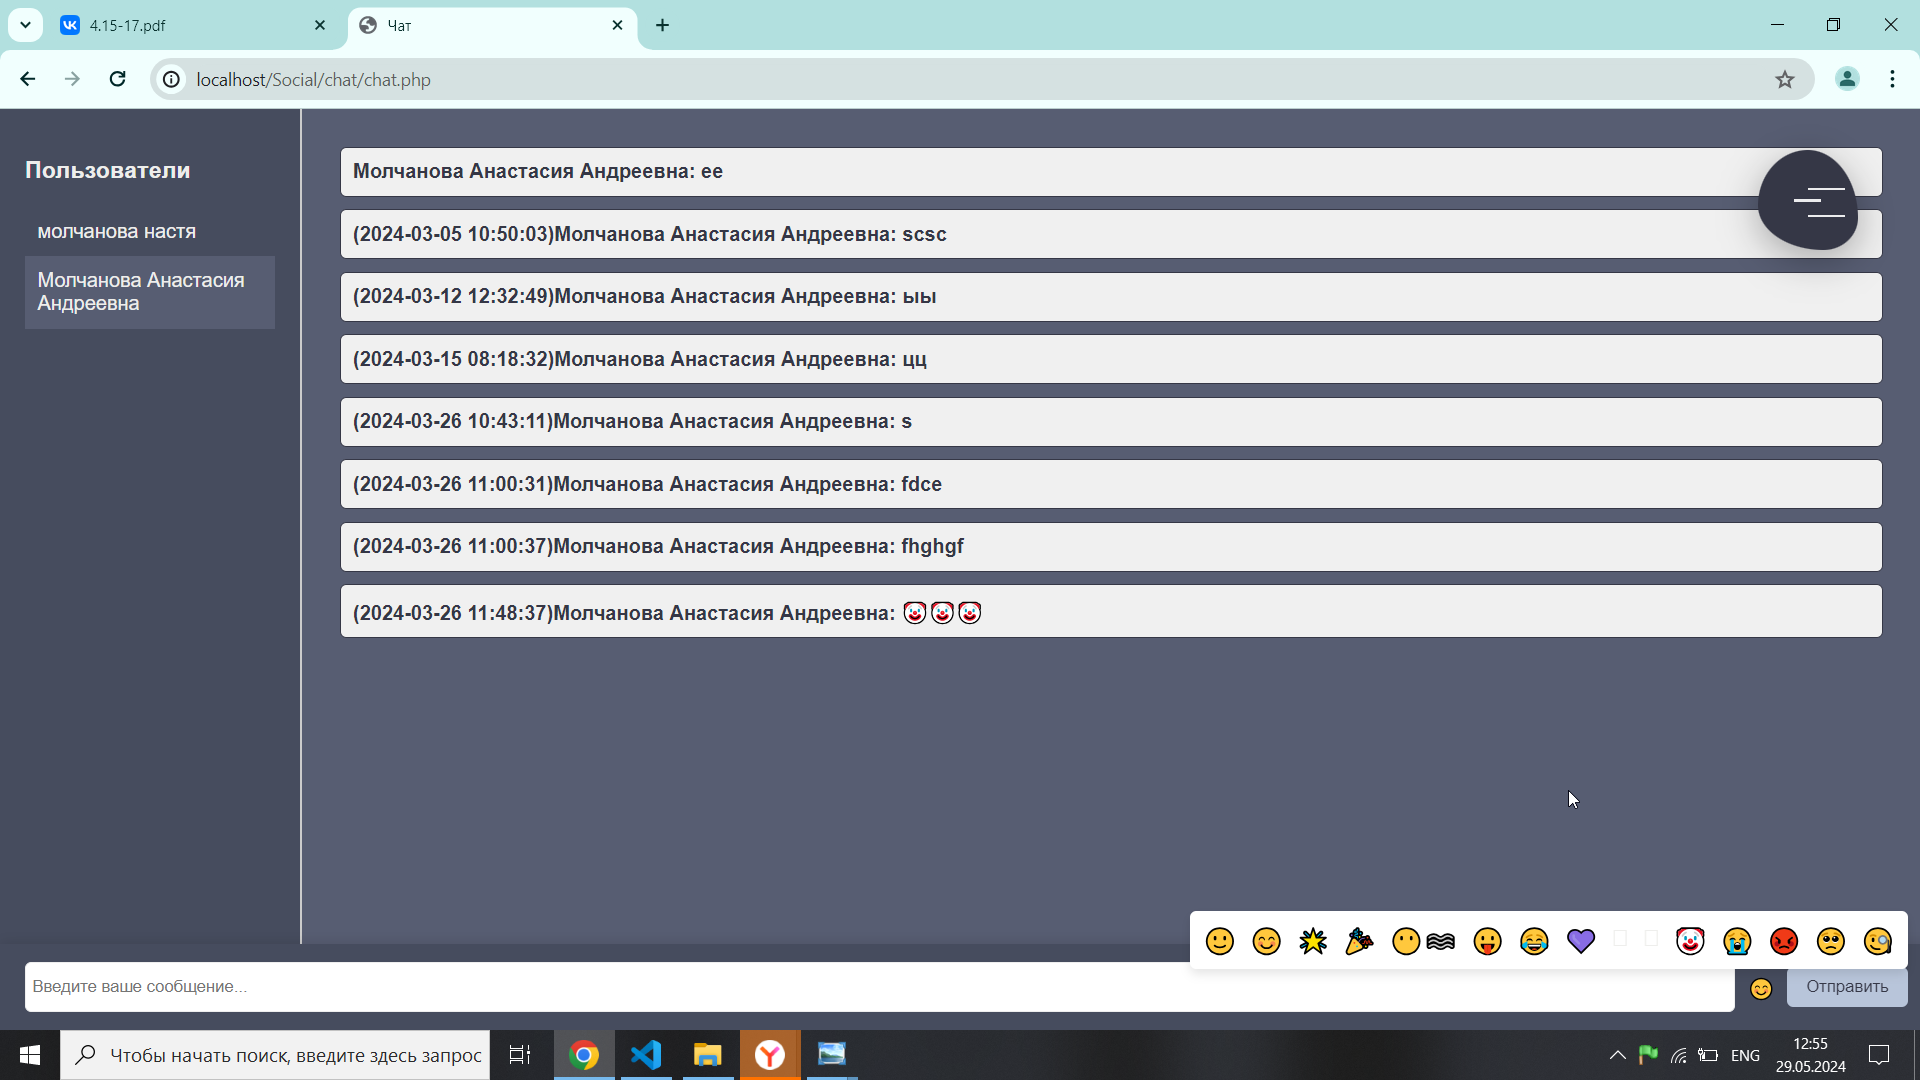 4.15-17.pdf
Чат
localhost/Social/chat/chat.php
Пользователи
молчанова настя
Молчанова Анастасия
Андреевна
Молчанова Анастасия Андреевна: ее
(2024-03-05 10:50:03)Молчанова Анастасия Андреевна: scsc
(2024-03-12 12:32:49)Молчанова Анастасия Андреевна: ыы
(2024-03-15 08:18:32)Молчанова Анастасия Андреевна: цц
(2024-03-26 10:43:11)Молчанова Анастасия Андреевна: s
(2024-03-26 11:00:31)Молчанова Анастасия Андреевна: fdce
(2024-03-26 11:00:37)Молчанова Анастасия Андреевна: fhghgf
(2024-03-26 11:48:37)Молчанова Анастасия Андреевна: 🤡🤡🤡
Введите ваше сообщение...
Отправить
Чтобы начать поиск, введите здесь запрос
ENG
12:55
29.05.2024